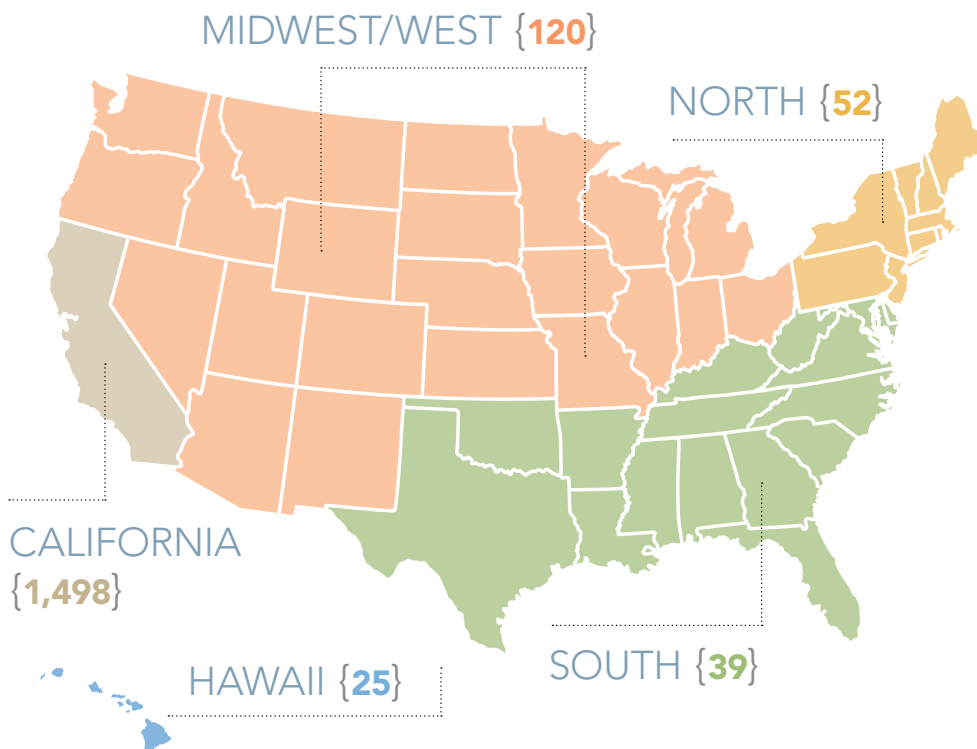 MIDWEST/WEST {120}
NORTH {52}
CALIFORNIA
{1,498}
SOUTH {39}
HAWAII {25}